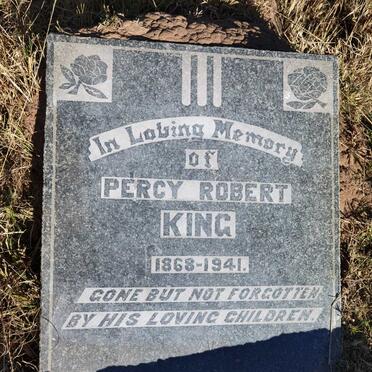 In Loving Memory
of
PERCY ROBERT
KING
1868-1941.
GONE BUT NOT FORGOTTEN
BY HIS LOVING CHILDREN.